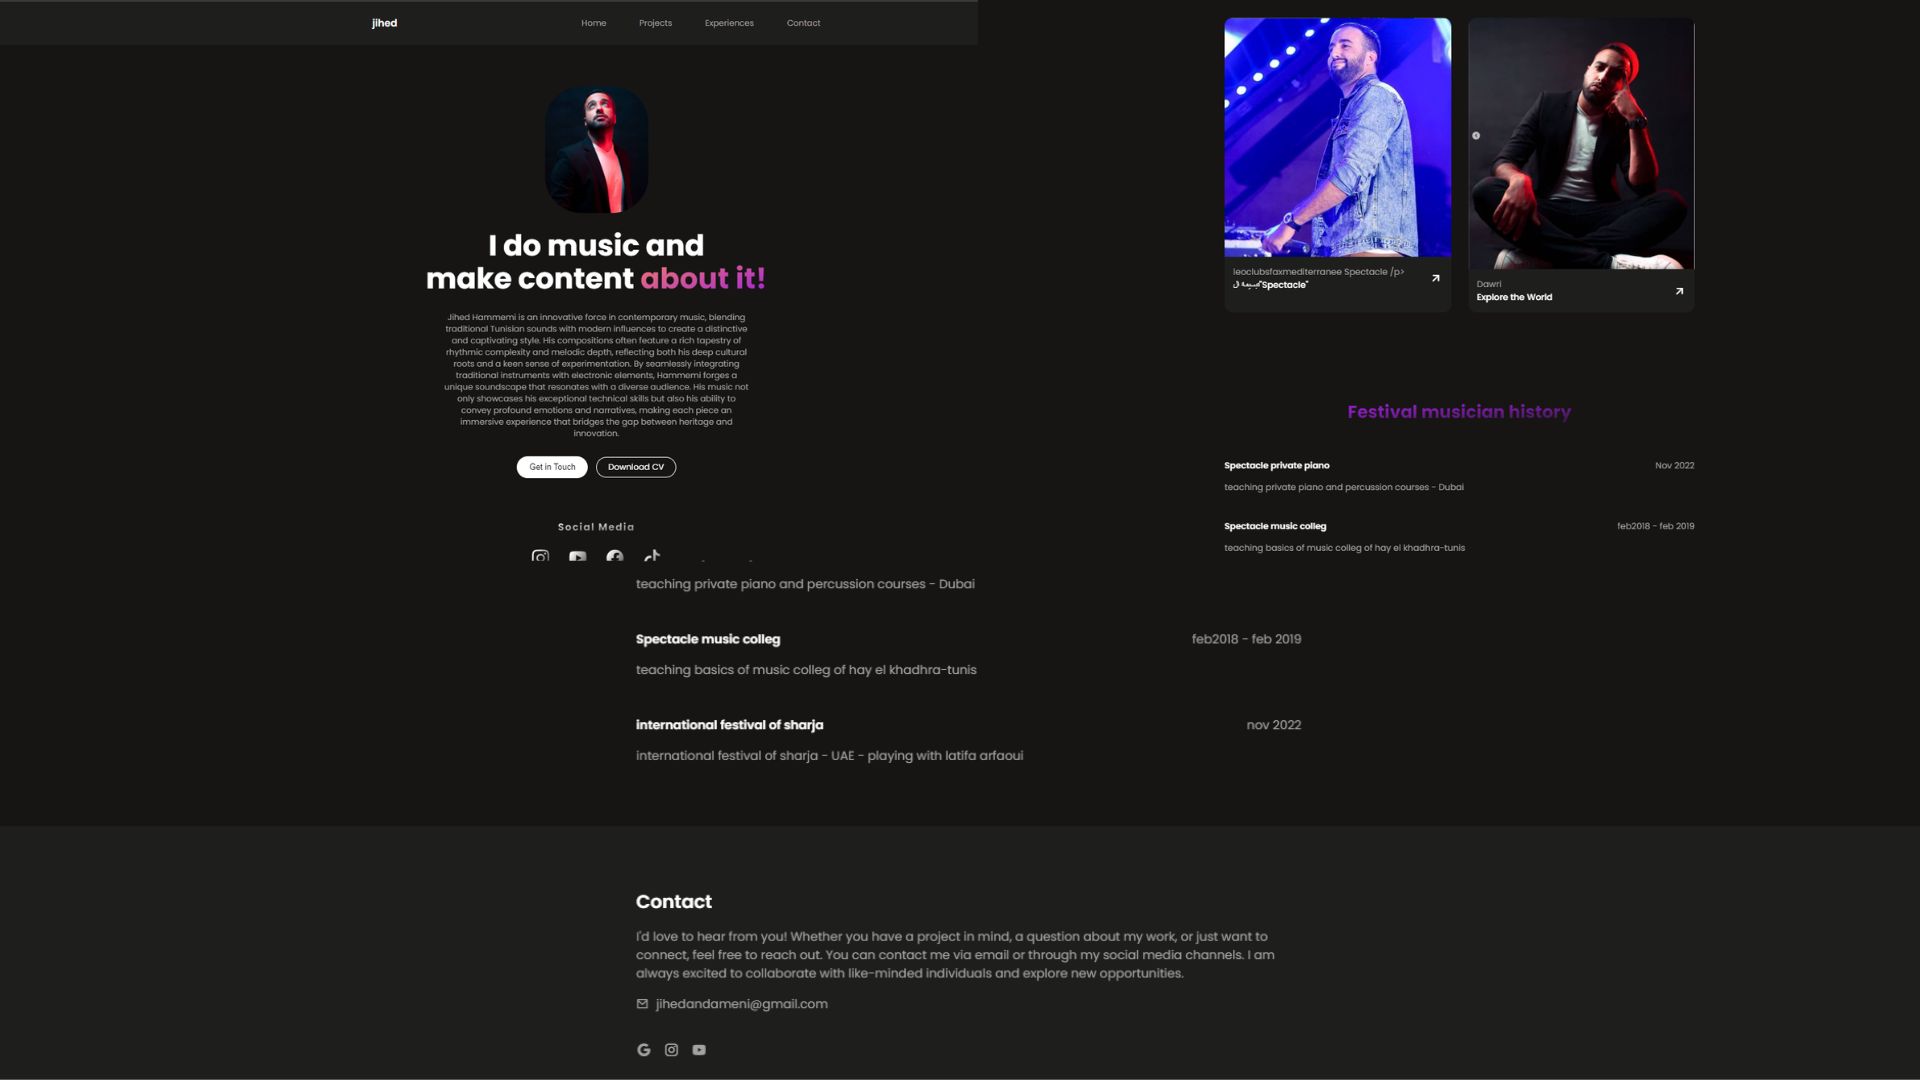 jihed
Home
Projects
Experiences
Contact
I do music and
make content about it!
Jihed Hammemi is an innovative force in contemporary music, blending
traditional Tunisian sounds with modern influences to create a distinctive
and captivating style. His compositions often feature a rich tapestry of
rhythmic complexity and melodic depth, reflecting both his deep cultural
roots and a keen sense of experimentation. By seamlessly integrating
traditional instruments with electronic elements, Hammemi forges a
unique soundscape that resonates with a diverse audience. His music not
only showcases his exceptional technical skills but also his ability to
convey profound emotions and narratives, making each piece an
immersive experience that bridges the gap between heritage and
innovation.
Get in Touch
Download CV
Social Media
leoclubsfaxmediterranee Spectacle /p>
"Spectacle"
Dawri
Explore the World
Festival musician history
Spectacle private piano
Nov 2022
teaching private piano and percussion courses - Dubai
Spectacle music colleg
feb2018 - feb 2019
teaching basics of music colleg of hay el khadhra-tunis
teaching private piano and percussion courses - Dubai
Spectacle music colleg
feb2018 - feb 2019
teaching basics of music colleg of hay el khadhra-tunis
international festival of sharja
nov 2022
international festival of sharja - UAE - playing with latifa arfaoui
Contact
I'd love to hear from you! Whether you have a project in mind, a question about my work, or just want to
connect, feel free to reach out. You can contact me via email or through my social media channels. I am
always excited to collaborate with like-minded individuals and explore new opportunities.
jihedandameni@gmail.com